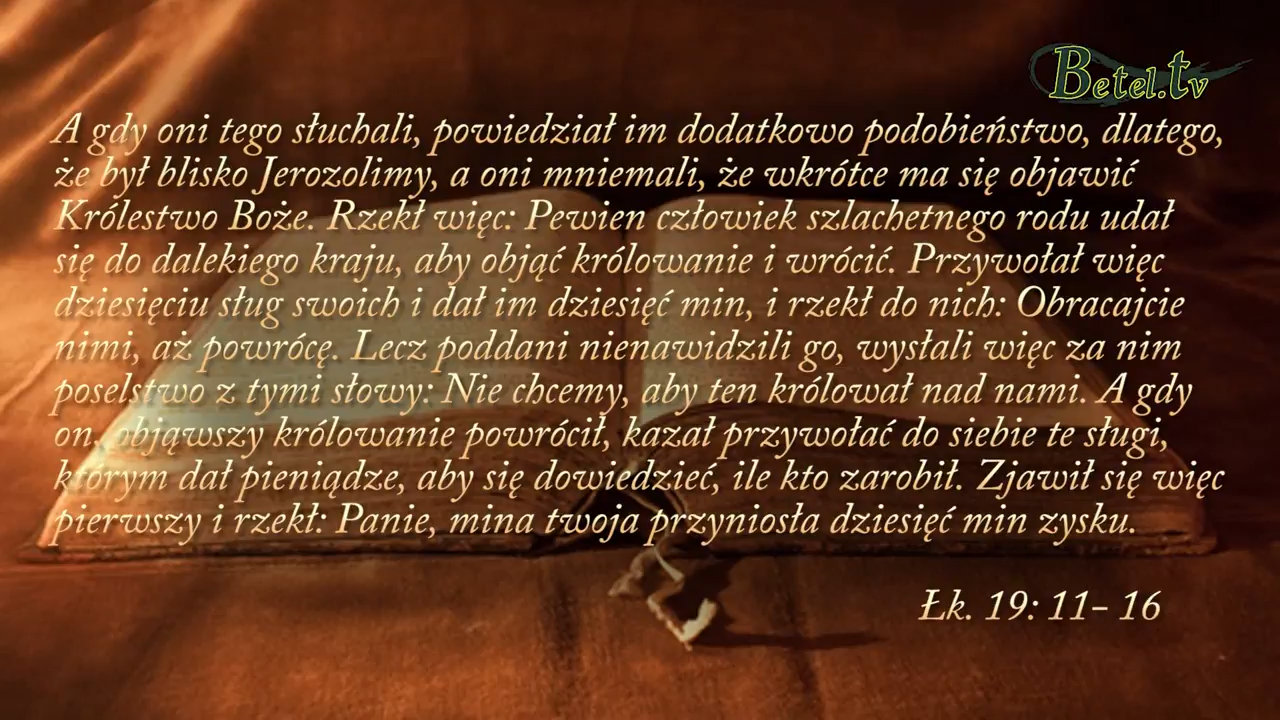 Betel.tv
A gdy oni tego słuchali, powiedział im dodatkowo podobieństwo, dlatego,
że był blisko Jerozolimy, a oni mniemali, że wkrótce ma się objawić
Królestwo Boże. Rzekł więc: Pewien człowiek szlachetnego rodu udał
się do dalekiego kraju, aby objąć królowanie i wrócić. Przywołał więc
dziesięciu sług swoich i dał im dziesięć min, i rzekł do nich: Obracajcie
nimi, aż powrócę. Lecz poddani nienawidzili go, wysłali więc za nim
poselstwo z tymi słowy: Nie chcemy, aby ten królował nad nami. A gdy
on, objąwszy królowanie powrócił, kazał przywołać do siebie te sługi,
którym dał pieniądze, aby się dowiedzieć, ile kto zarobił. Zjawił się więc
pierwszy i rzekł: Panie, mina twoja przyniosła dziesięć min zysku.
Łk. 19: 11- 16